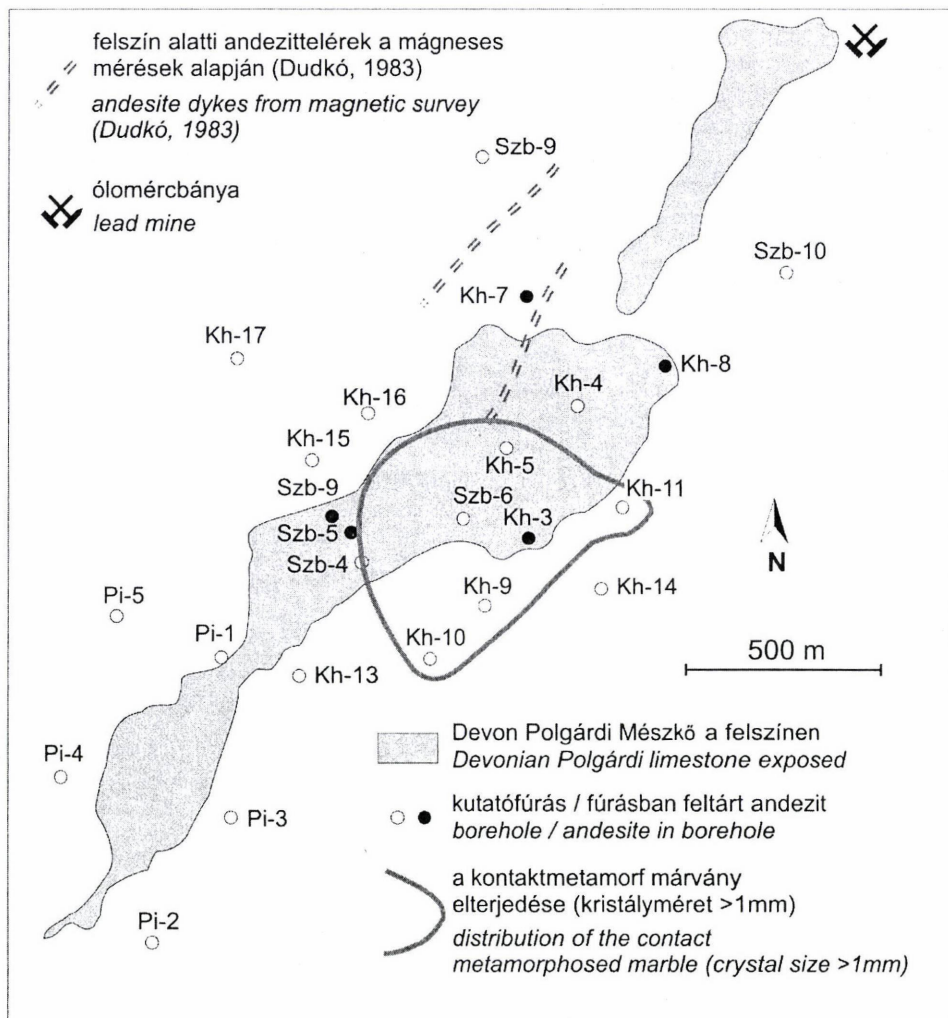 felszín alatti andezittelérek a mágneses
mérések alapján (Dudkó, 1983)
andesite dykes from magnetic survey
(Dudkó, 1983)
ólomércbánya
lead mine
Szb-9
Szb-10
Kh-7
Kh-17
Kh-8
Kh-4
Kh-16
Kh-15
Kh-5
Szb-9
Szb-6
Kh-11
Szb-5
Kh-3
Szb-4
N
Kh-9
Kh-14
Pi-5
Pi-1
Kh-10
500 m
Kh-13
Devon Polgárdi Mészkő a felszínen
Devonian Polgárdi limestone exposed
Pi-4
Pi-3
kutatófúrás / fúrásban feltárt andezit
borehole / andesite in borehole
a kontaktmetamorf márvány
elterjedése (kristályméret >1mm)
Pi-2
distribution of the contact
metamorphosed marble (crystal size >1mm)